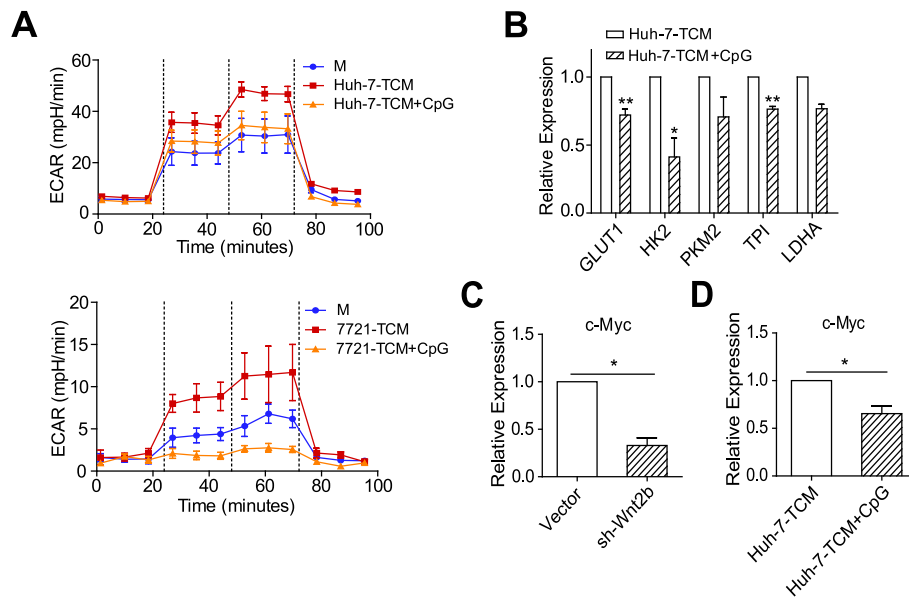 A
M
Huh-7-TCM
Huh-7-TCM+CpG
ECAR (mpH/min)
60
40
20
0
0 20 40 60 80 100
Time (minutes)
M
7721-TCM
7721-TCM+CpG
ECAR (mpH/min)
20
15
10
5
0
0 20 40 60 80 100
Time (minutes)
B
Huh-7-TCM
Huh-7-TCM+CpG
Relative Expression
1.0
0.5
0.0
** * **
GLUT1 HK2 PKM2 TPI LDHA
C
c-Myc
Relative Expression
1.5
1.0
0.5
0.0
*
Vector sh-Wnt2b
D
c-Myc
Relative Expression
1.5
1.0
0.5
0.0
*
Huh-7-TCM Huh-7-TCM+CpG